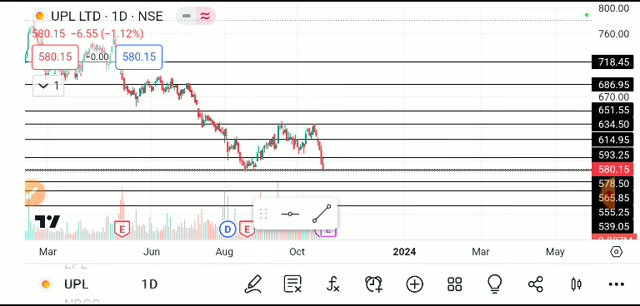 UPL LTD · 1D · NSE
580.15 −6.55 (−1.12%)
580.15 −0.00 580.15
1
800.00
760.00
718.45
686.95
670.00
651.55
634.50
614.95
593.25
580.15
578.50
565.85
555.25
539.05
E D E
Mar Jun Aug Oct 2024 Mar May
UPL 1D